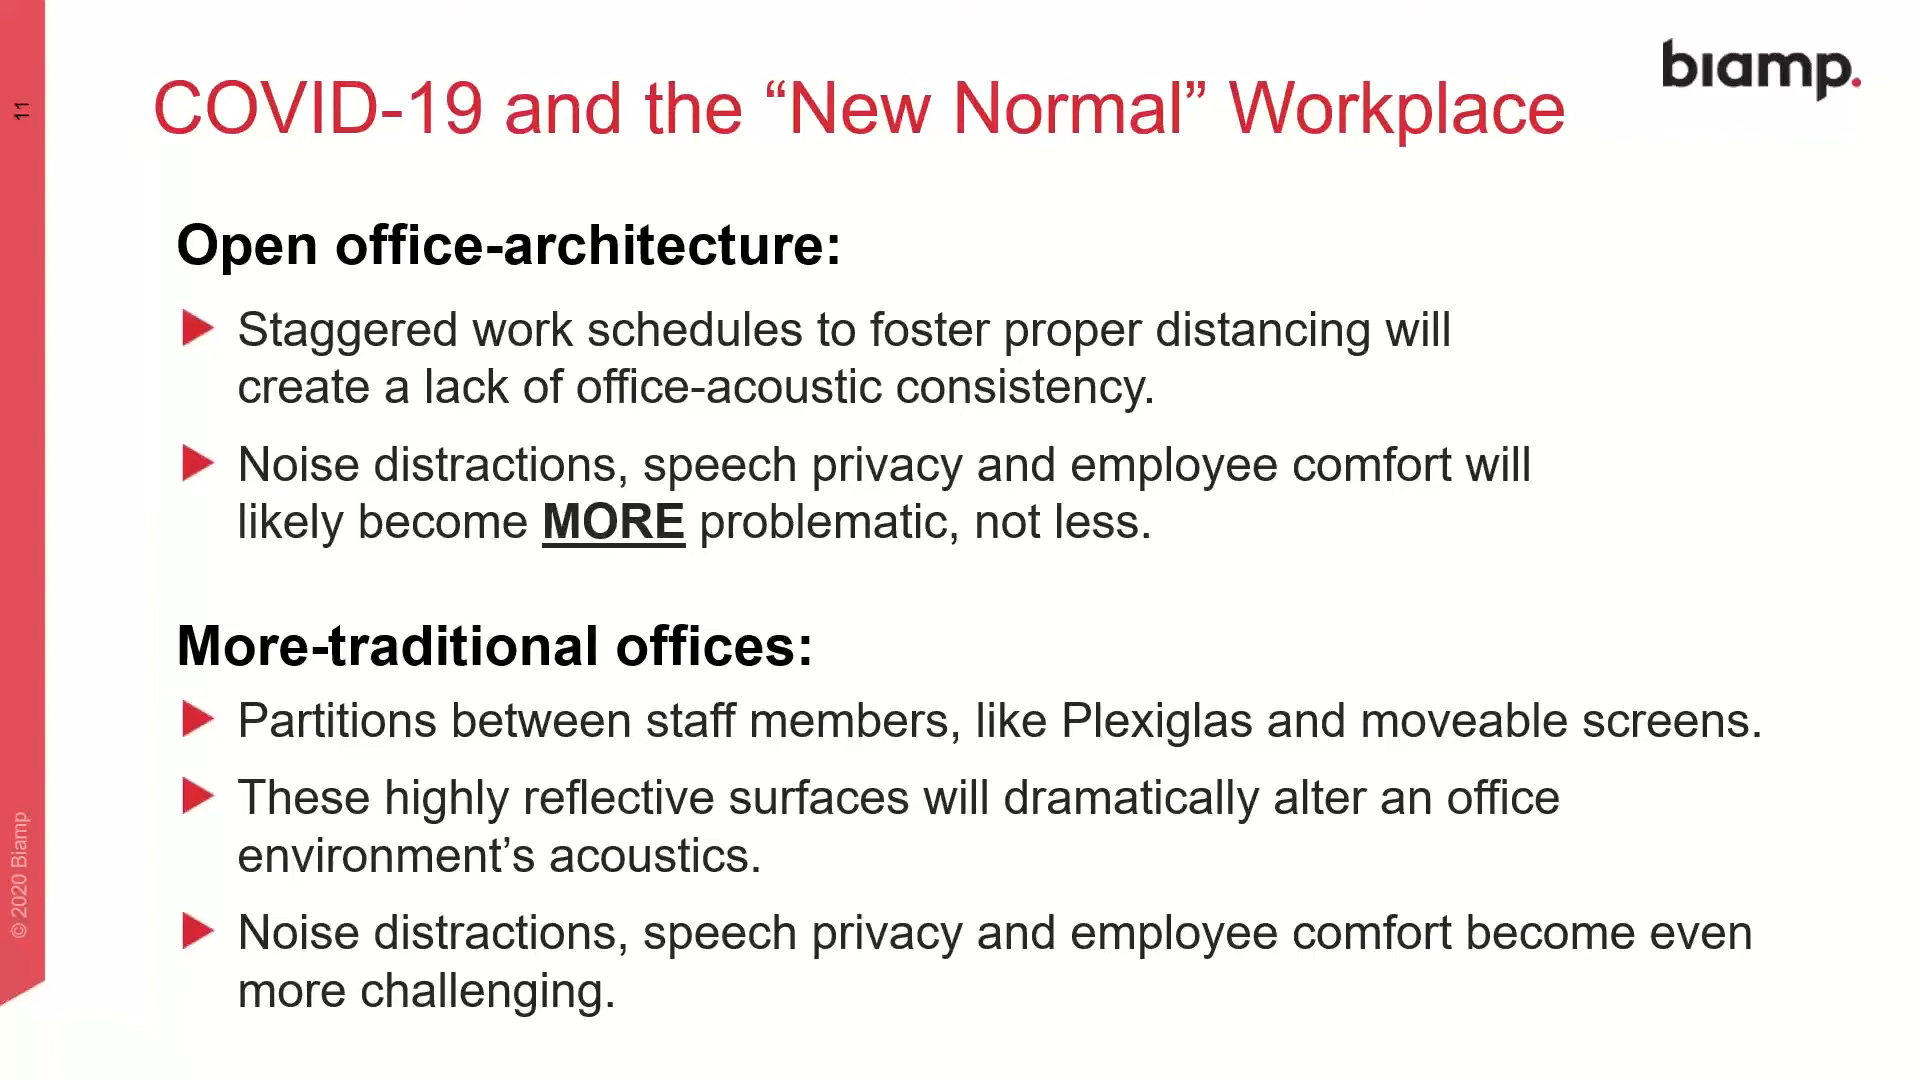 11
biamp.
COVID-19 and the “New Normal” Workplace
Open office-architecture:
Staggered work schedules to foster proper distancing will
create a lack of office-acoustic consistency.
Noise distractions, speech privacy and employee comfort will
likely become MORE problematic, not less.
More-traditional offices:
Partitions between staff members, like Plexiglas and moveable screens.
These highly reflective surfaces will dramatically alter an office
environment’s acoustics.
Noise distractions, speech privacy and employee comfort become even
more challenging.
© 2020 Biamp